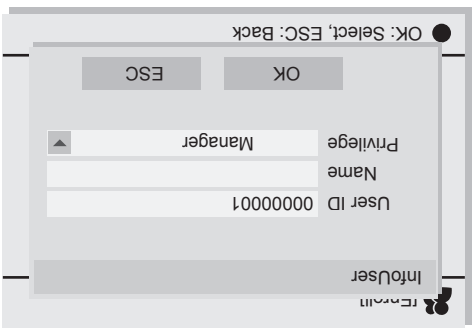 [Enroll]
InfoUser
User ID 00000001
Name
Privilege Manager
OK ESC
OK: Select, ESC: Back